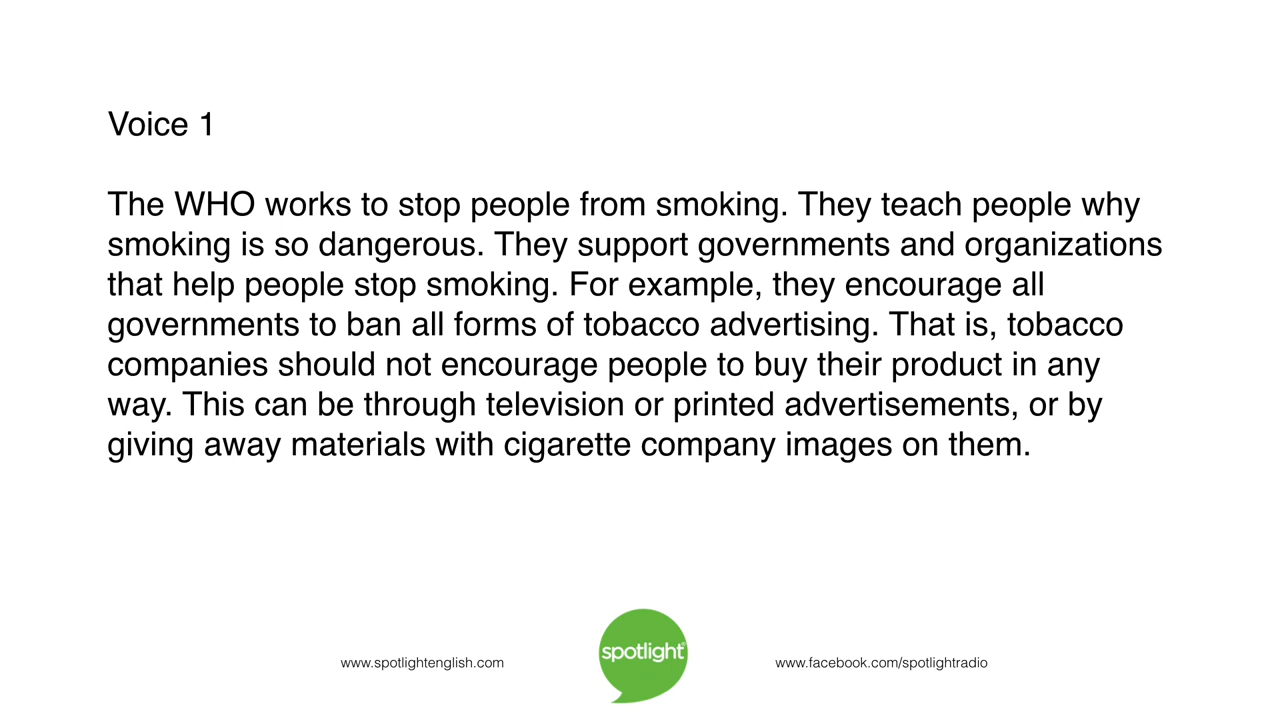 Voice 1
The WHO works to stop people from smoking. They teach people why
smoking is so dangerous. They support governments and organizations
that help people stop smoking. For example, they encourage all
governments to ban all forms of tobacco advertising. That is, tobacco
companies should not encourage people to buy their product in any
way. This can be through television or printed advertisements, or by
giving away materials with cigarette company images on them.
www.spotlightenglish.com
spotlight®
www.facebook.com/spotlightradio